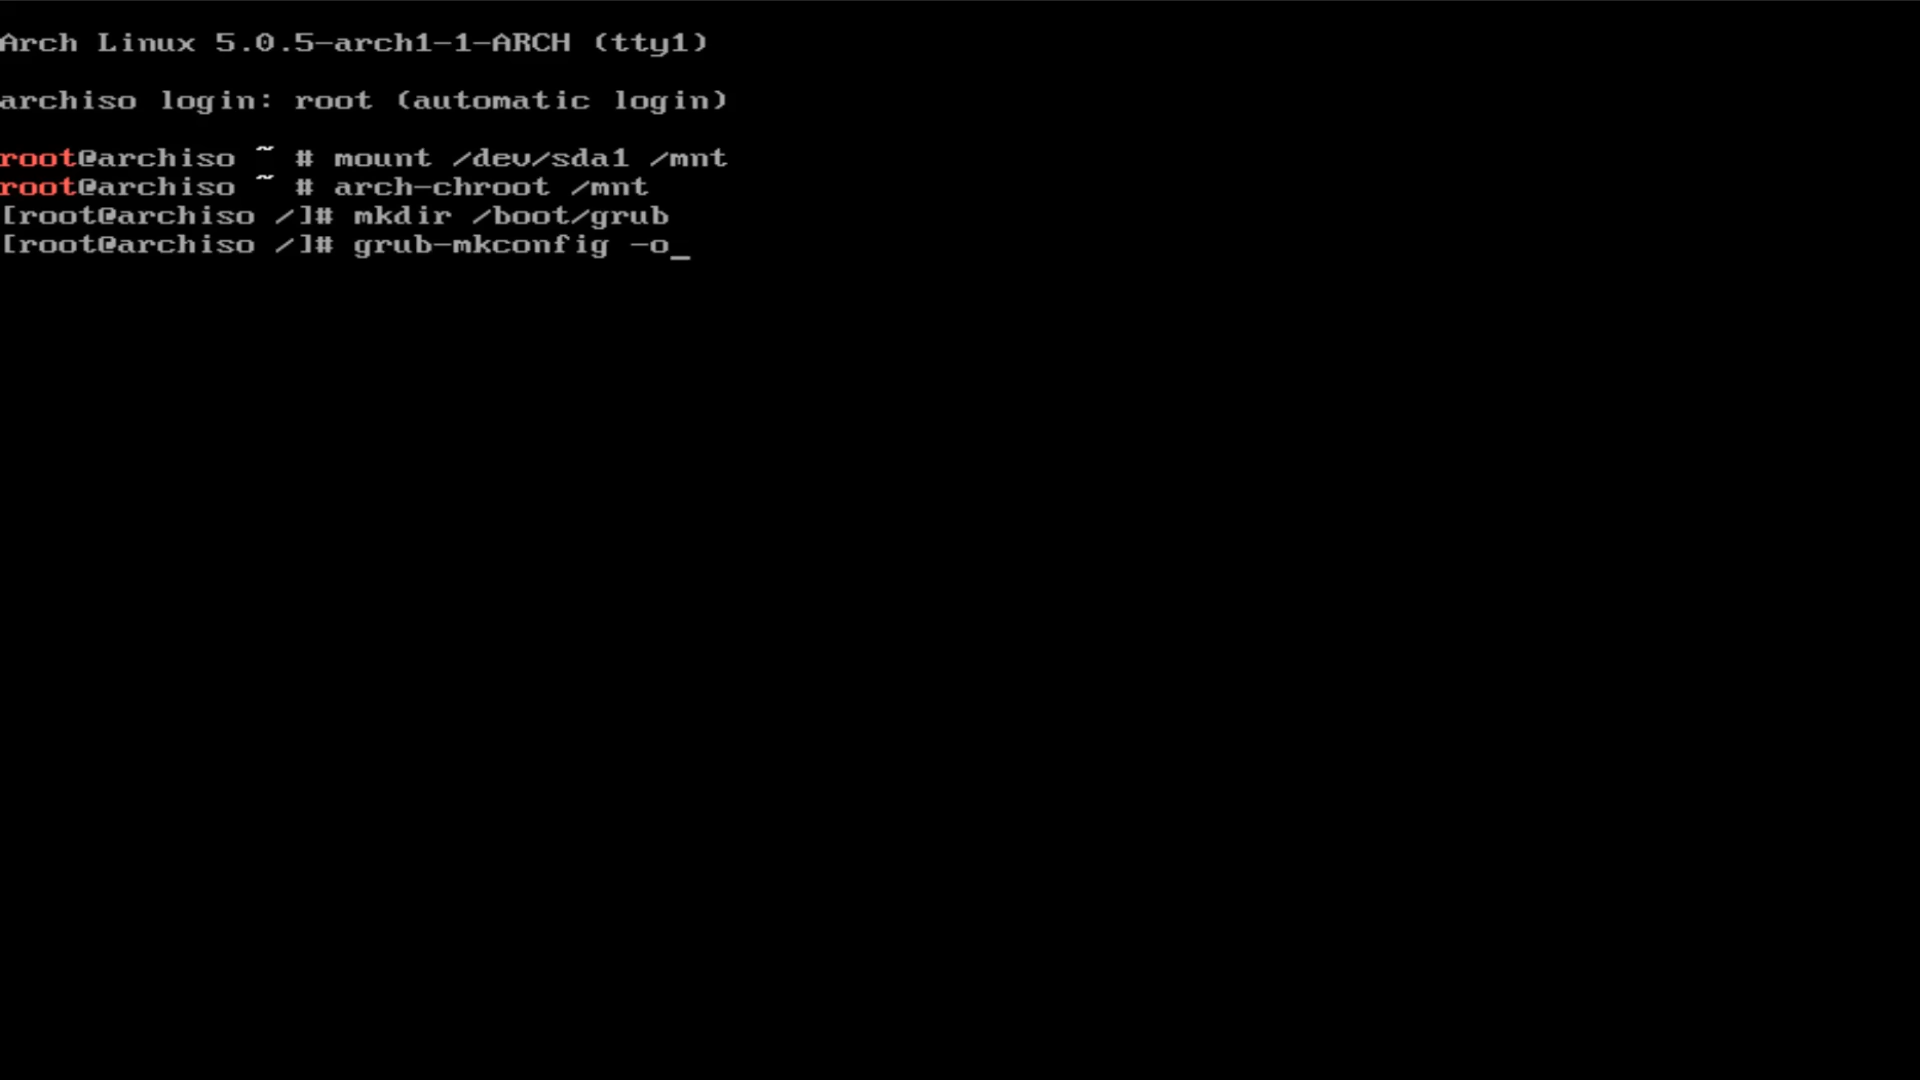 Arch Linux 5.0.5-arch1-1-ARCH (tty1)
archiso login: root (automatic login)
root@archiso ~ # mount /dev/sda1 /mnt
root@archiso ~ # arch-chroot /mnt
[root@archiso /]# mkdir /boot/grub
[root@archiso /]# grub-mkconfig -o_